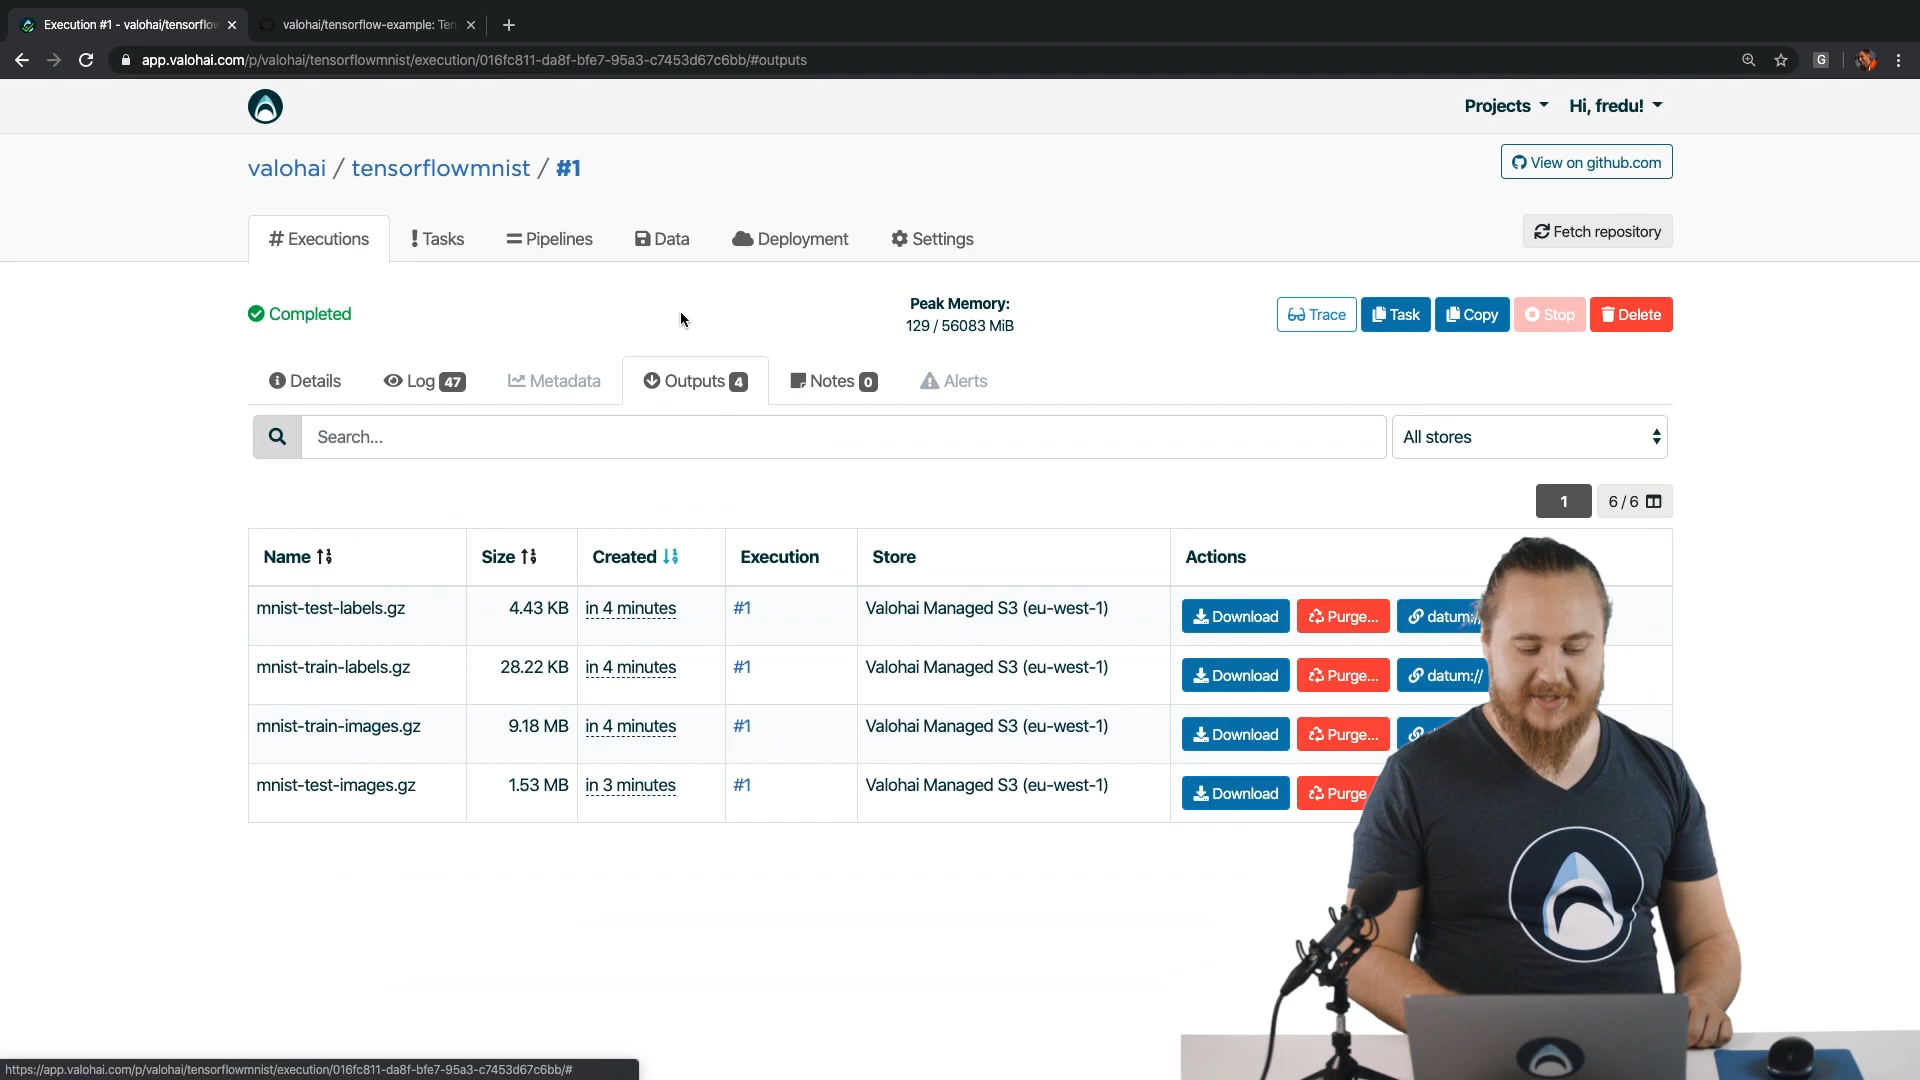 Execution #1 - valohai/tensorflow
valohai/tensorflow-example: Ten
app.valohai.com/p/valohai/tensorflowmnist/execution/016fc811-da8f-bfe7-95a3-c7453d67c6bb/#outputs
G
Projects
Hi, fredu!
valohai / tensorflowmnist / #1
View on github.com
# Executions
Tasks
Pipelines
Data
Deployment
Settings
Fetch repository
Completed
Peak Memory:
129 / 56083 MiB
Trace
Task
Copy
Stop
Delete
Details
Log 47
Metadata
Outputs 4
Notes 0
Alerts
Search...
All stores
1
6 / 6
Name Size Created Execution Store Actions
mnist-test-labels.gz 4.43 KB in 4 minutes #1 Valohai Managed S3 (eu-west-1) Download Purge... datum:/
mnist-train-labels.gz 28.22 KB in 4 minutes #1 Valohai Managed S3 (eu-west-1) Download Purge... datum://
mnist-train-images.gz 9.18 MB in 4 minutes #1 Valohai Managed S3 (eu-west-1) Download Purge...
mnist-test-images.gz 1.53 MB in 3 minutes #1 Valohai Managed S3 (eu-west-1) Download Purge
https://app.valohai.com/p/valohai/tensorflowmnist/execution/016fc811-da8f-bfe7-95a3-c7453d67c6bb/#